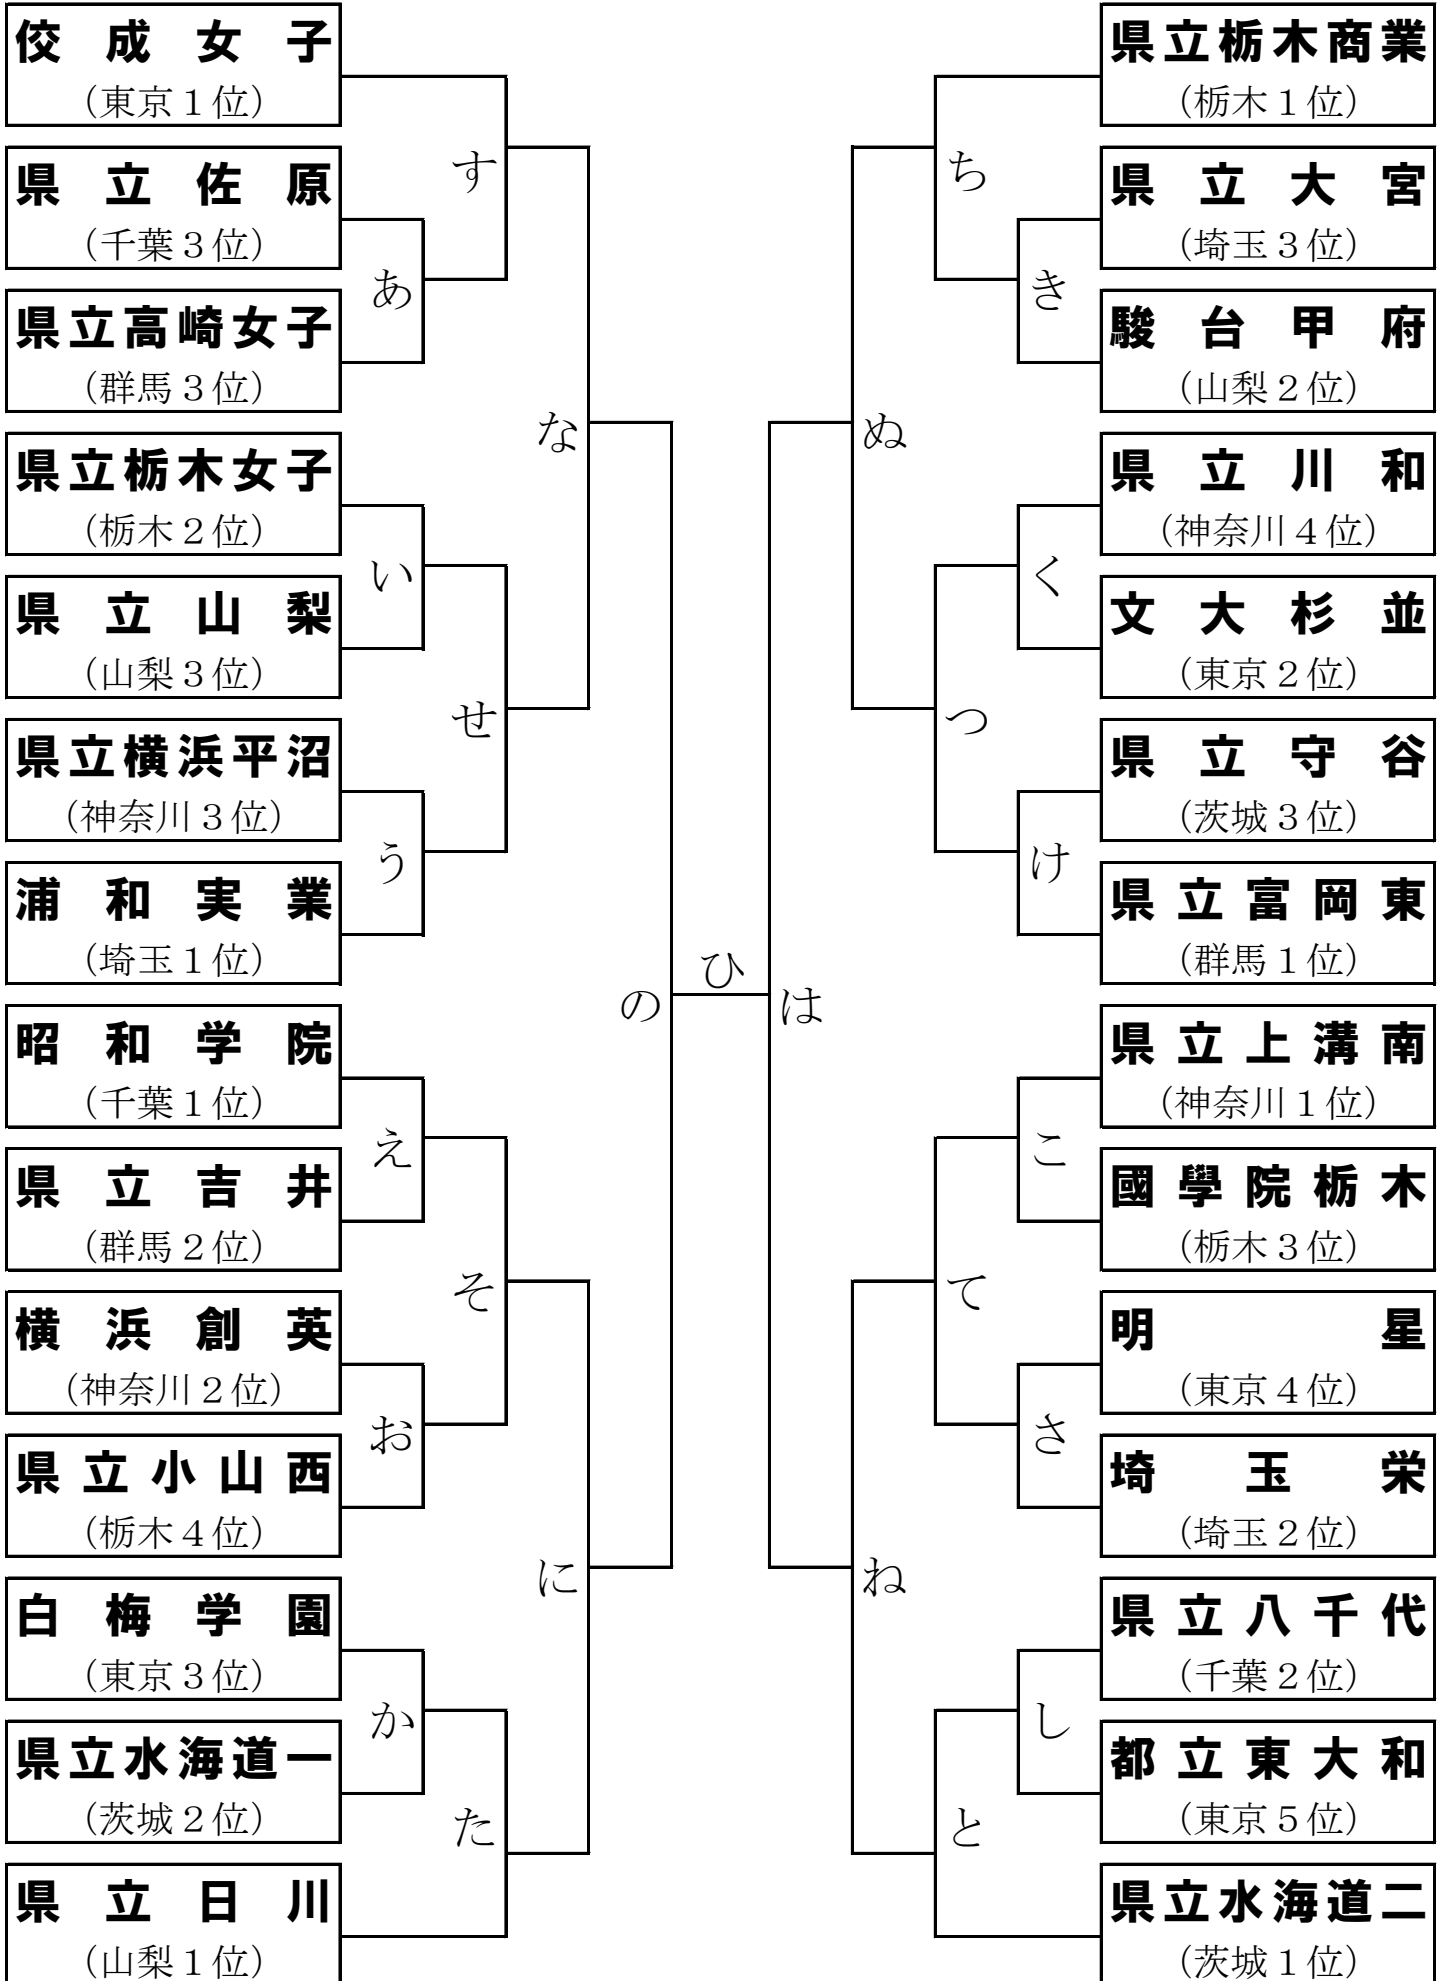 佼成女子
(東京１位)
県立佐原
(千葉３位)
県立高崎女子
(群馬３位)
県立栃木女子
(栃木２位)
県立山梨
(山梨３位)
県立横浜平沼
(神奈川３位)
浦和実業
(埼玉１位)
昭和学院
(千葉１位)
県立吉井
(群馬２位)
横浜創英
(神奈川２位)
県立小山西
(栃木４位)
白梅学園
(東京３位)
県立水海道一
(茨城２位)
県立日川
(山梨１位)
あ
い
う
え
お
か
す
せ
そ
た
な
に
の
ひ
は
ぬ
ね
ち
つ
て
と
き
く
け
こ
さ
し
県立栃木商業
(栃木１位)
県立大宮
(埼玉３位)
駿台甲府
(山梨２位)
県立川和
(神奈川４位)
文大杉並
(東京２位)
県立守谷
(茨城３位)
県立富岡東
(群馬１位)
県立上溝南
(神奈川１位)
國學院栃木
(栃木３位)
明星
(東京４位)
埼玉栄
(埼玉２位)
県立八千代
(千葉２位)
都立東大和
(東京５位)
県立水海道二
(茨城１位)